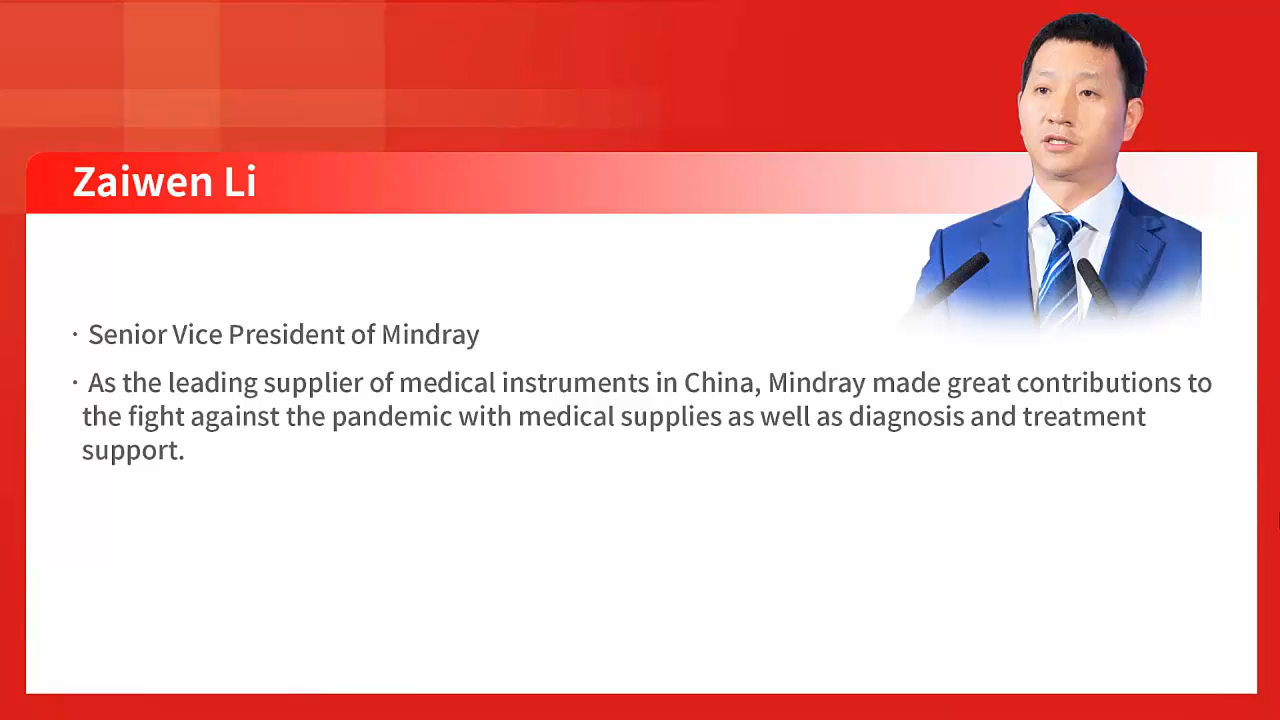 Zaiwen Li
· Senior Vice President of Mindray
· As the leading supplier of medical instruments in China, Mindray made great contributions to
the fight against the pandemic with medical supplies as well as diagnosis and treatment
support.